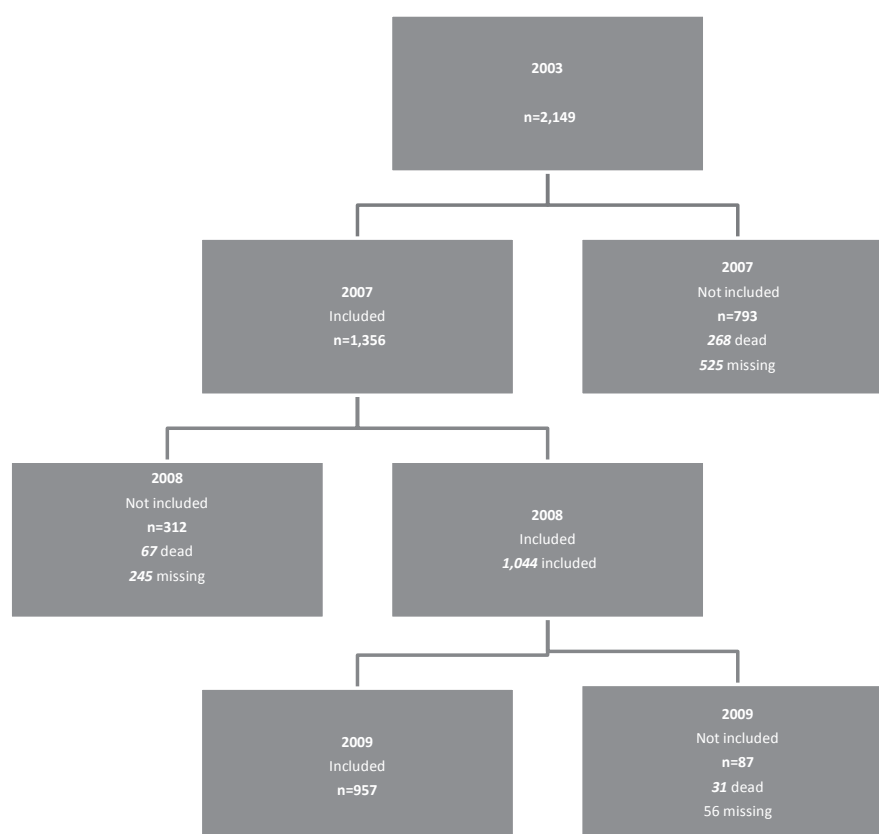 2003
n=2,149
2007
Included
n=1,356
2007
Not included
n=793
268 dead
525 missing
2008
Not included
n=312
67 dead
245 missing
2008
Included
1,044 included
2009
Included
n=957
2009
Not included
n=87
31 dead
56 missing